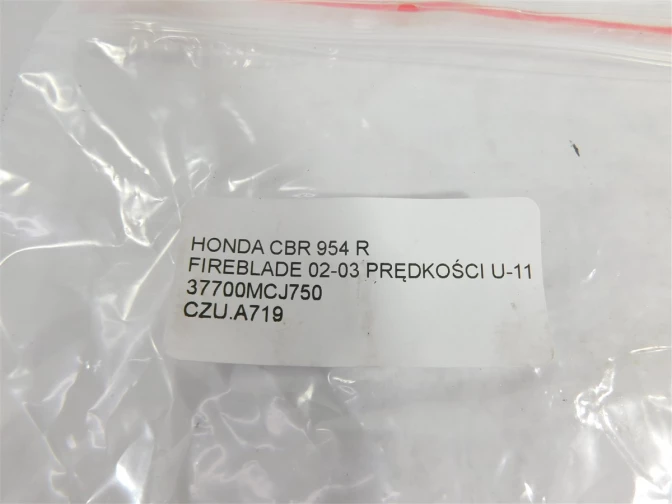 HONDA CBR 954 R
FIREBLADE 02-03 PRĘDKOŚCI U-11
37700MCJ750
CZU.A719